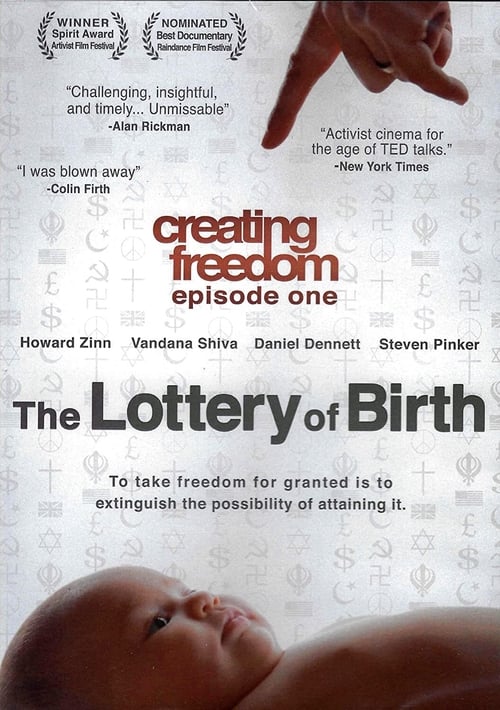 WINNER
Spirit Award
Artivist Film Festival
NOMINATED
Best Documentary
Raindance Film Festival
“Challenging, insightful,
and timely... Unmissable”
-Alan Rickman
“Activist cinema for
the age of TED talks.”
-New York Times
“I was blown away”
-Colin Firth
creating
freedom
episode one
Howard Zinn Vandana Shiva Daniel Dennett Steven Pinker
The Lottery of Birth
To take freedom for granted is to
extinguish the possibility of attaining it.